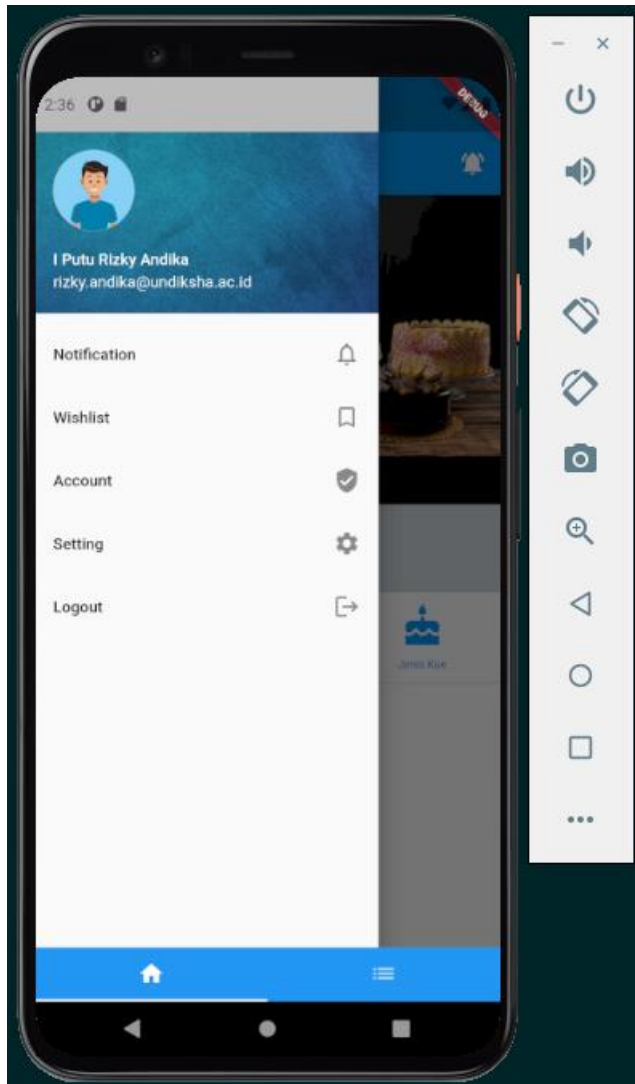 2:36
DEBUG
I Putu Rizky Andika
rizky.andika@undiksha.ac.id
Notification
Wishlist
Account
Setting
Logout
Jenis Kue